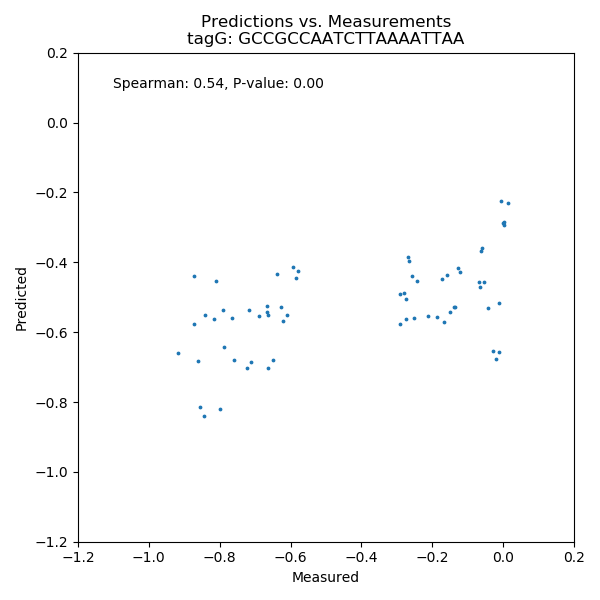 Predictions vs. Measurements
tagG: GCCGCCAATCTTAAAATTAA
Spearman: 0.54, P-value: 0.00
0.2
0.0
−0.2
−0.4
−0.6
−0.8
−1.0
−1.2
Predicted
−1.2 −1.0 −0.8 −0.6 −0.4 −0.2 0.0 0.2
Measured